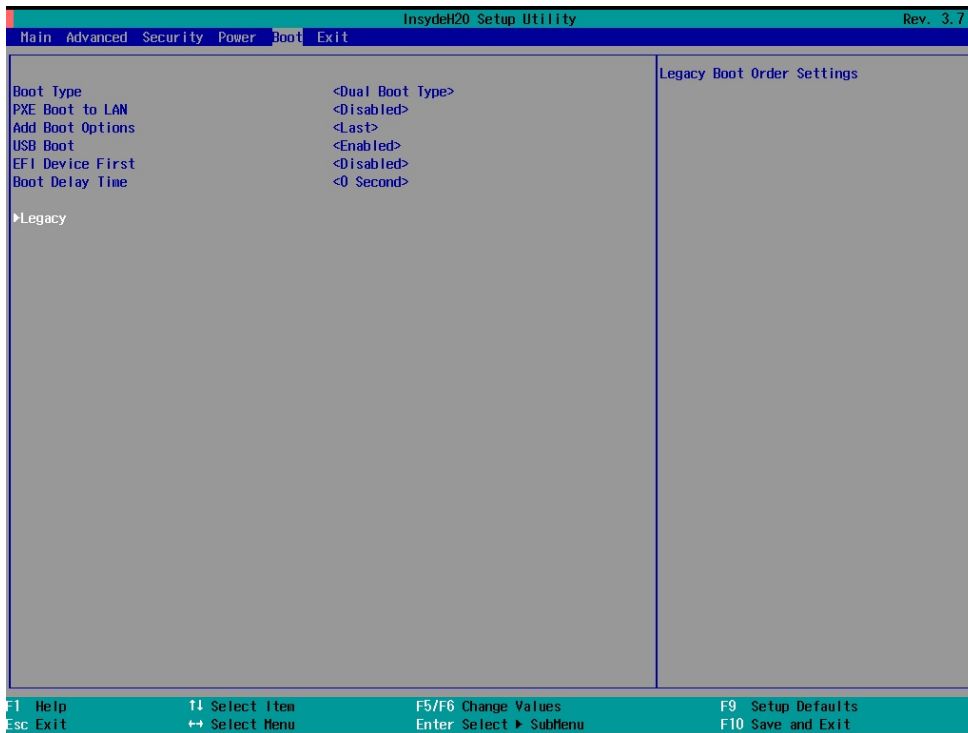 InsydeH20 Setup Utility Rev. 3.7
Main Advanced Security Power Boot Exit
Boot Type <Dual Boot Type>
PXE Boot to LAN <Disabled>
Add Boot Options <Last>
USB Boot <Enabled>
EFI Device First <Disabled>
Boot Delay Time <0 Second>
▶Legacy
Legacy Boot Order Settings
F1 Help ↑↓ Select Item F5/F6 Change Values F9 Setup Defaults
Esc Exit ↔ Select Menu Enter Select ▶ SubMenu F10 Save and Exit